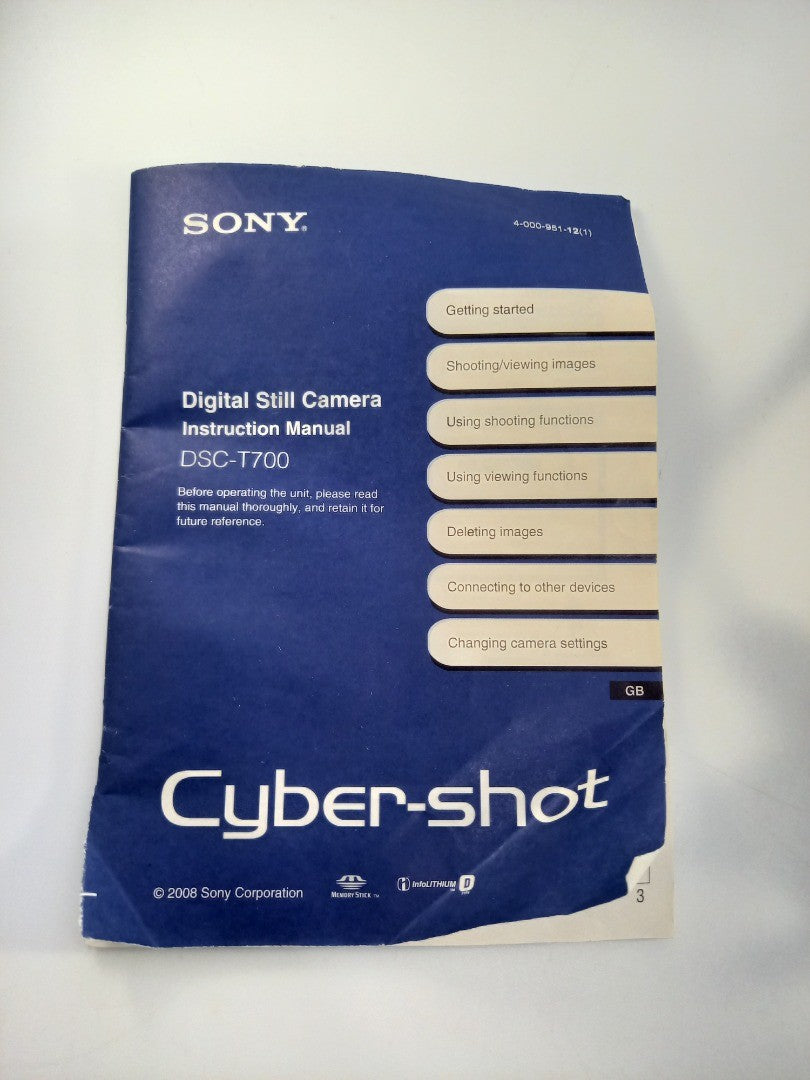 SONY®
4-000-951-12(1)
Getting started
Shooting/viewing images
Using shooting functions
Using viewing functions
Deleting images
Connecting to other devices
Changing camera settings
GB
Digital Still Camera
Instruction Manual
DSC-T700
Before operating the unit, please read
this manual thoroughly, and retain it for
future reference.
Cyber-shot
© 2008 Sony Corporation
MEMORY STICK ™
InfoLITHIUM ™ D
3